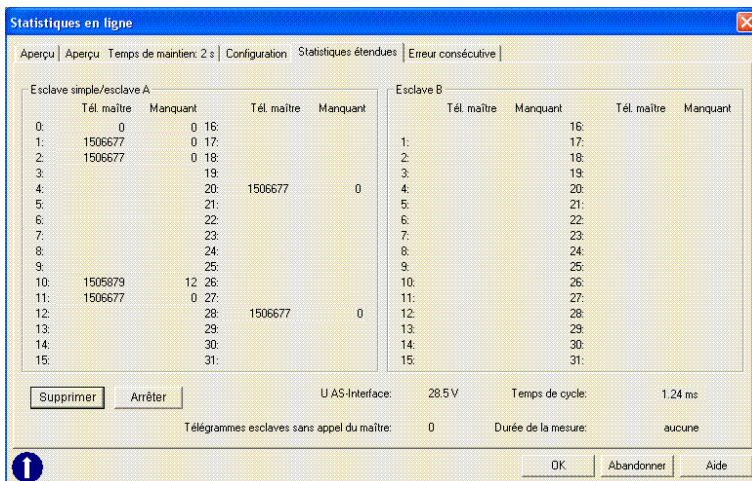 Statistiques en ligne
Aperçu Aperçu Temps de maintien: 2 s Configuration Statistiques étendues Erreur consécutive
Esclave simple/esclave A
Tél. maître Manquant Tél. maître Manquant
0: 0 0 16:
1: 1506677 0 17:
2: 1506677 0 18:
3: 19:
4: 20: 1506677 0
5: 21:
6: 22:
7: 23:
8: 24:
9: 25:
10: 1505879 12 26:
11: 1506677 0 27:
12: 28: 1506677 0
13: 29:
14: 30:
15: 31:
Esclave B
Tél. maître Manquant Tél. maître Manquant
16:
1: 17:
2: 18:
3: 19:
4: 20:
5: 21:
6: 22:
7: 23:
8: 24:
9: 25:
10: 26:
11: 27:
12: 28:
13: 29:
14: 30:
15: 31:
Supprimer Arrêter U AS-Interface: 28.5 V Temps de cycle: 1.24 ms
Télégrammes esclaves sans appel du maître: 0 Durée de la mesure: aucune
OK Abandonner Aide